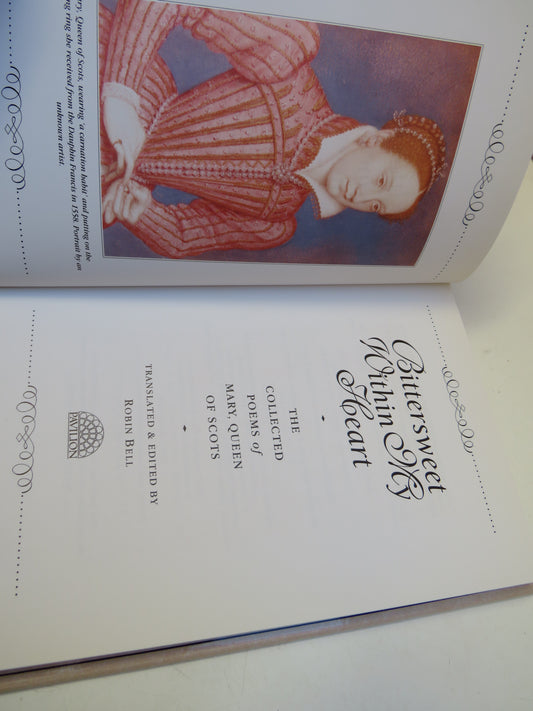 ry, Queen of Scots, wearing 'a carnation habit' and putting on the
ng ring she received from the Dauphin Francis in 1558. Portrait by an
unknown artist.
Bittersweet
Within My
Heart
THE
COLLECTED
POEMS of
MARY, QUEEN
OF SCOTS
TRANSLATED & EDITED BY
ROBIN BELL
PAVILION